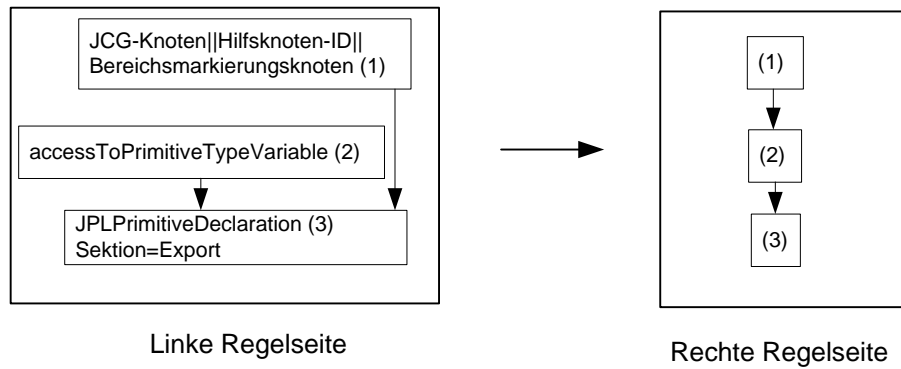 JCG-Knoten||Hilfsknoten-ID||
Bereichsmarkierungsknoten (1)
accessToPrimitiveTypeVariable (2)
JPLPrimitiveDeclaration (3)
Sektion=Export
Linke Regelseite
(1)
(2)
(3)
Rechte Regelseite